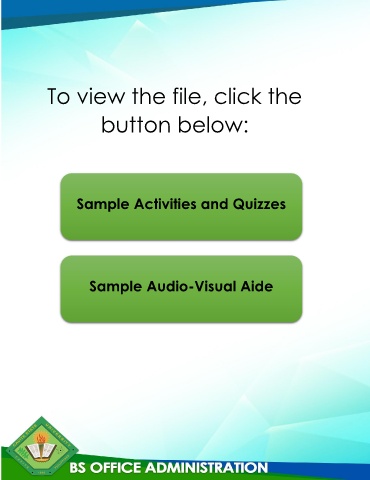 To view the file, click the
button below:
Sample Activities and Quizzes
Sample Audio-Visual Aide
BS OFFICE ADMINISTRATION